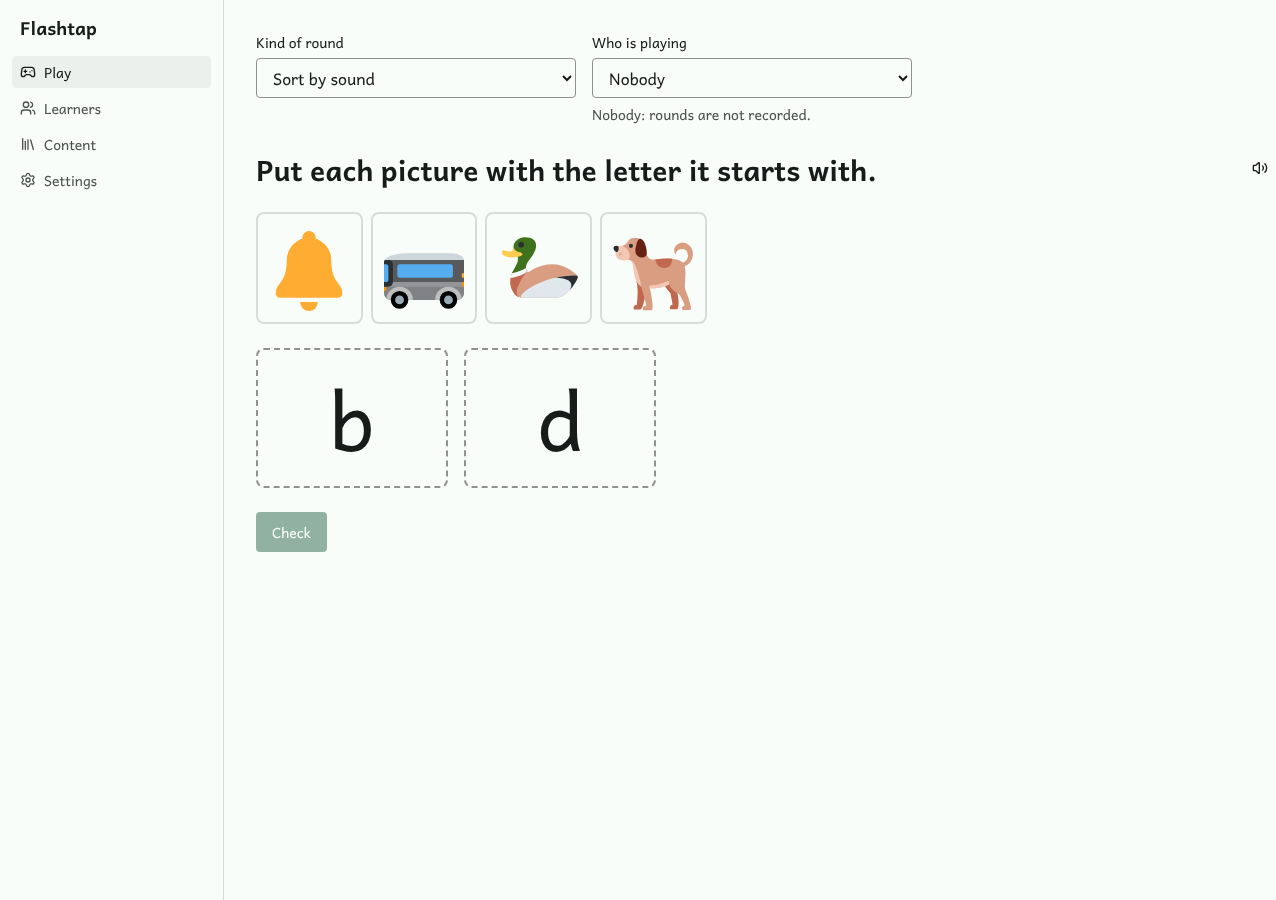 Flashtap
Play
Learners
Content
Settings
Kind of round
Sort by sound
Who is playing
Nobody
Nobody: rounds are not recorded.
Put each picture with the letter it starts with.
b
d
Check